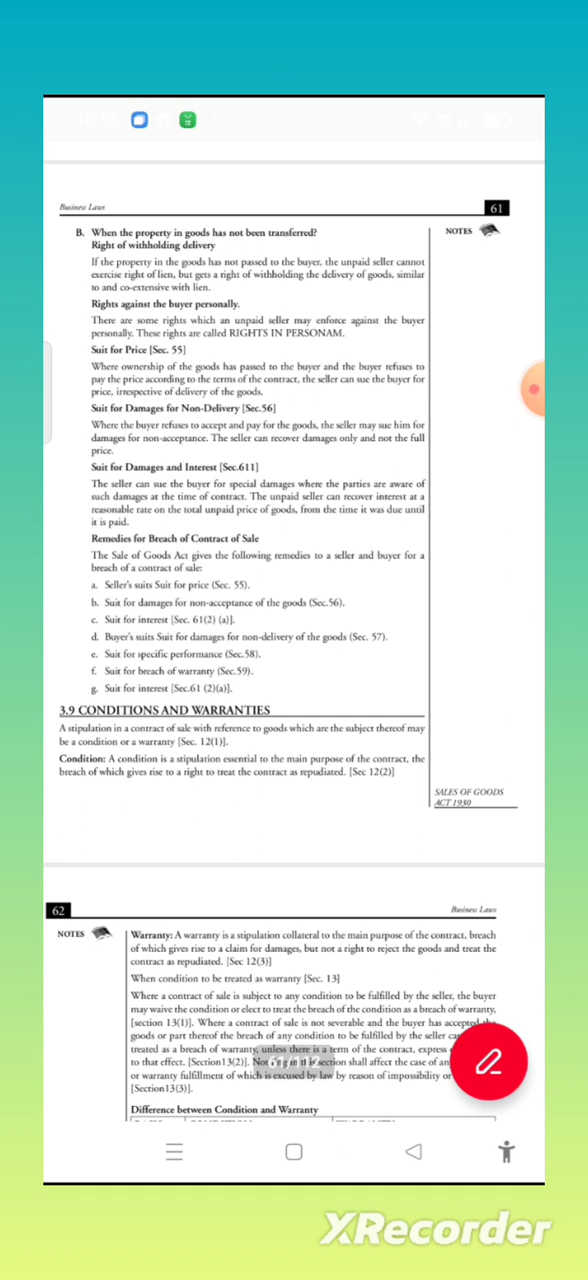 Business Laws
61
B. When the property in goods has not been transferred?
NOTES
Right of withholding delivery
If the property in the goods has not passed to the buyer, the unpaid seller cannot
exercise right of lien, but gets a right of withholding the delivery of goods, similar
to and co-extensive with lien.
Rights against the buyer personally.
There are some rights which an unpaid seller may enforce against the buyer
personally. These rights are called RIGHTS IN PERSONAM.
Suit for Price [Sec. 55]
Where ownership of the goods has passed to the buyer and the buyer refuses to
pay the price according to the terms of the contract, the seller can sue the buyer for
price, irrespective of delivery of the goods.
Suit for Damages for Non-Delivery [Sec.56]
Where the buyer refuses to accept and pay for the goods, the seller may sue him for
damages for non-acceptance. The seller can recover damages only and not the full
price.
Suit for Damages and Interest [Sec.611]
The seller can sue the buyer for special damages where the parties are aware of
such damages at the time of contract. The unpaid seller can recover interest at a
reasonable rate on the total unpaid price of goods, from the time it was due until
it is paid.
Remedies for Breach of Contract of Sale
The Sale of Goods Act gives the following remedies to a seller and buyer for a
breach of a contract of sale:
a. Seller's suits Suit for price (Sec. 55).
b. Suit for damages for non-acceptance of the goods (Sec.56).
c. Suit for interest [Sec. 61(2) (a)].
d. Buyer's suits Suit for damages for non-delivery of the goods (Sec. 57).
e. Suit for specific performance (Sec.58).
f. Suit for breach of warranty (Sec.59).
g. Suit for interest [Sec.61 (2)(a)].
3.9 CONDITIONS AND WARRANTIES
A stipulation in a contract of sale with reference to goods which are the subject thereof may
be a condition or a warranty [Sec. 12(1)].
Condition: A condition is a stipulation essential to the main purpose of the contract, the
breach of which gives rise to a right to treat the contract as repudiated. [Sec 12(2)]
SALES OF GOODS
ACT 1930
62
Business Laws
NOTES
Warranty: A warranty is a stipulation collateral to the main purpose of the contract, breach
of which gives rise to a claim for damages, but not a right to reject the goods and treat the
contract as repudiated. [Sec 12(3)]
When condition to be treated as warranty [Sec. 13]
Where a contract of sale is subject to any condition to be fulfilled by the seller, the buyer
may waive the condition or elect to treat the breach of the condition as a breach of warranty,
[section 13(1)]. Where a contract of sale is not severable and the buyer has accepted the
goods or part thereof the breach of any condition to be fulfilled by the seller can
treated as a breach of warranty, unless there is a term of the contract, express
to that effect. [Section13(2)]. in this section shall affect the case of an
61/112
or warranty fulfillment of which is excused by law by reason of impossibility or
[Section13(3)].
Difference between Condition and Warranty
XRecorder